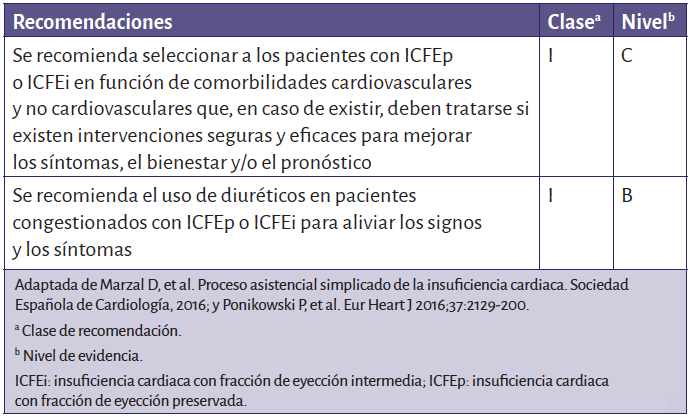 Recomendaciones Claseᵃ Nivelᵇ
Se recomienda seleccionar a los pacientes con ICFEp I C
o ICFEi en función de comorbilidades cardiovasculares
y no cardiovasculares que, en caso de existir, deben tratarse si
existen intervenciones seguras y eficaces para mejorar
los síntomas, el bienestar y/o el pronóstico
Se recomienda el uso de diuréticos en pacientes I B
congestionados con ICFEp o ICFEi para aliviar los signos
y los síntomas
Adaptada de Marzal D, et al. Proceso asistencial simplicado de la insuficiencia cardiaca. Sociedad
Española de Cardiología, 2016; y Ponikowski P, et al. Eur Heart J 2016;37:2129-200.
ᵃ Clase de recomendación.
ᵇ Nivel de evidencia.
ICFEi: insuficiencia cardiaca con fracción de eyección intermedia; ICFEp: insuficiencia cardiaca
con fracción de eyección preservada.